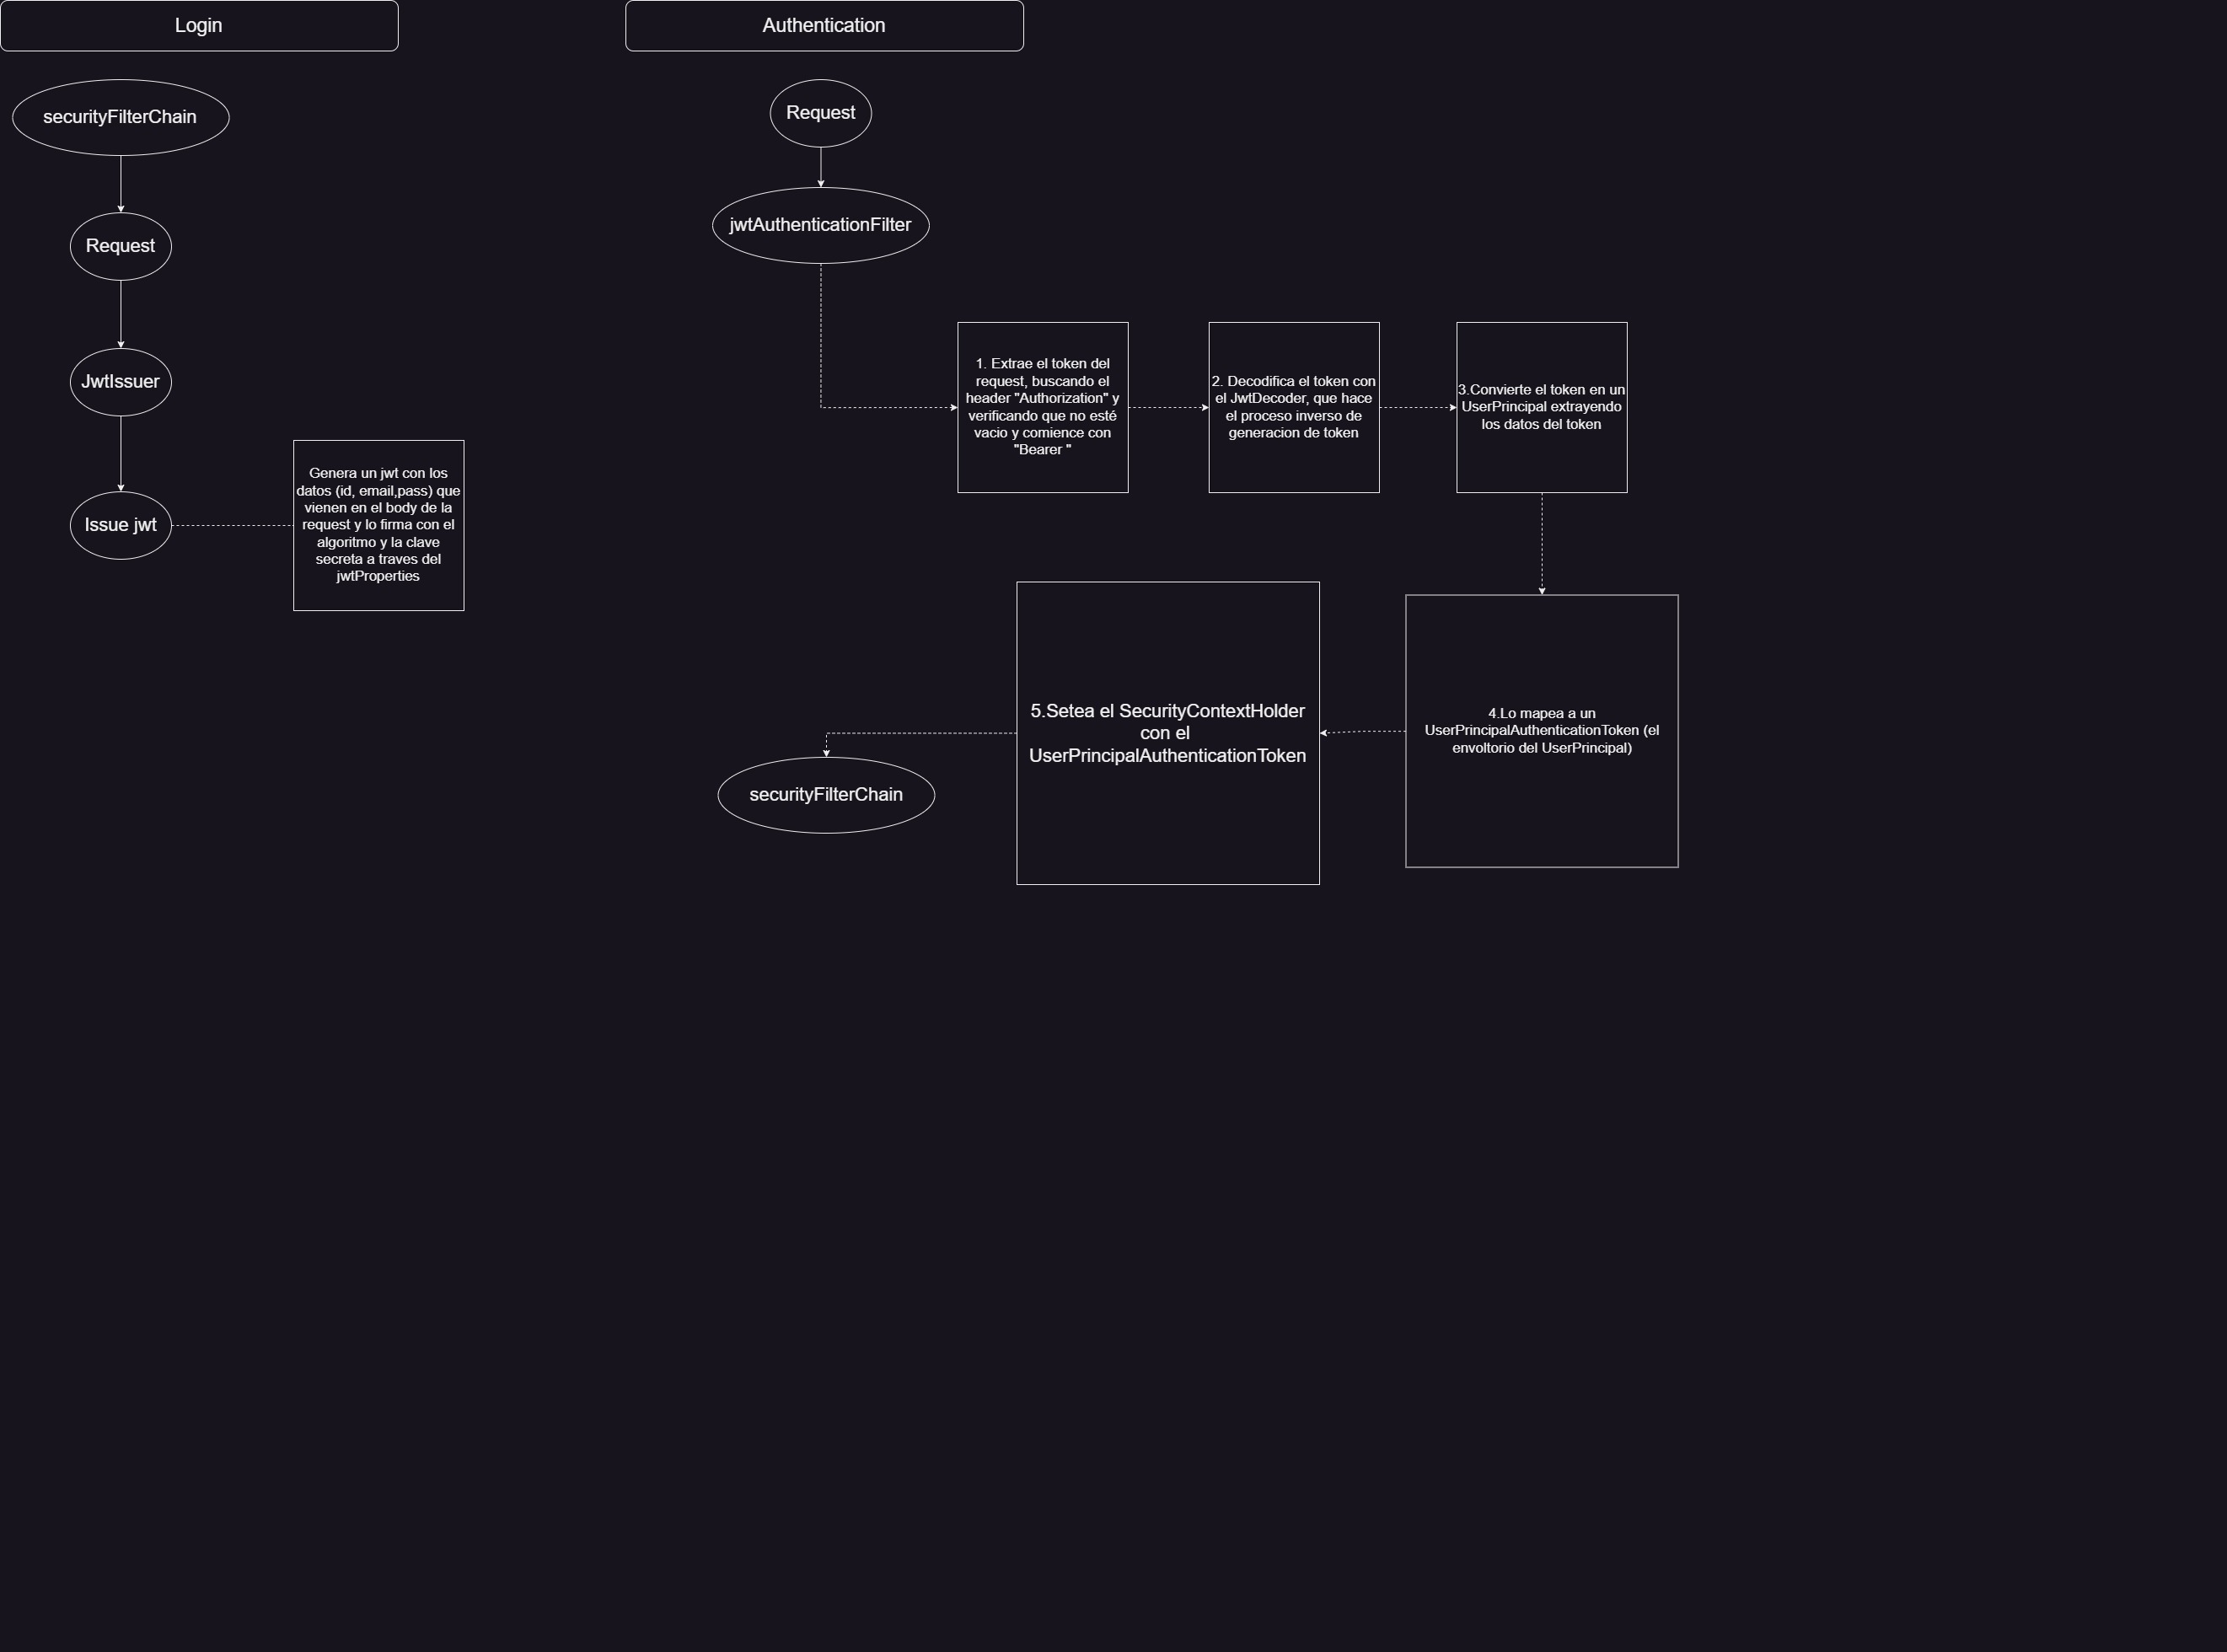 Login
securityFilterChain
Request
JwtIssuer
Issue jwt
Genera un jwt con los
datos (id, email,pass) que
vienen en el body de la
request y lo firma con el
algoritmo y la clave
secreta a traves del
jwtProperties
Authentication
Request
jwtAuthenticationFilter
1. Extrae el token del
request, buscando el
header "Authorization" y
verificando que no esté
vacio y comience con
"Bearer "
2. Decodifica el token con
el JwtDecoder, que hace
el proceso inverso de
generacion de token
3.Convierte el token en un
UserPrincipal extrayendo
los datos del token
4.Lo mapea a un
UserPrincipalAuthenticationToken (el
envoltorio del UserPrincipal)
5.Setea el SecurityContextHolder
con el
UserPrincipalAuthenticationToken
securityFilterChain